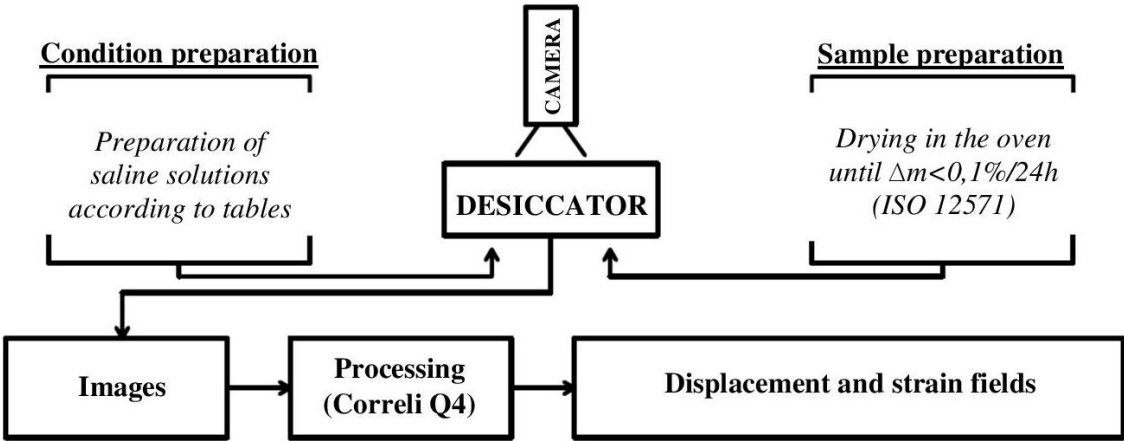 Condition preparation
Preparation of
saline solutions
according to tables
CAMERA
DESICCATOR
Sample preparation
Drying in the oven
until Δm<0,1%/24h
(ISO 12571)
Images
Processing
(Correli Q4)
Displacement and strain fields